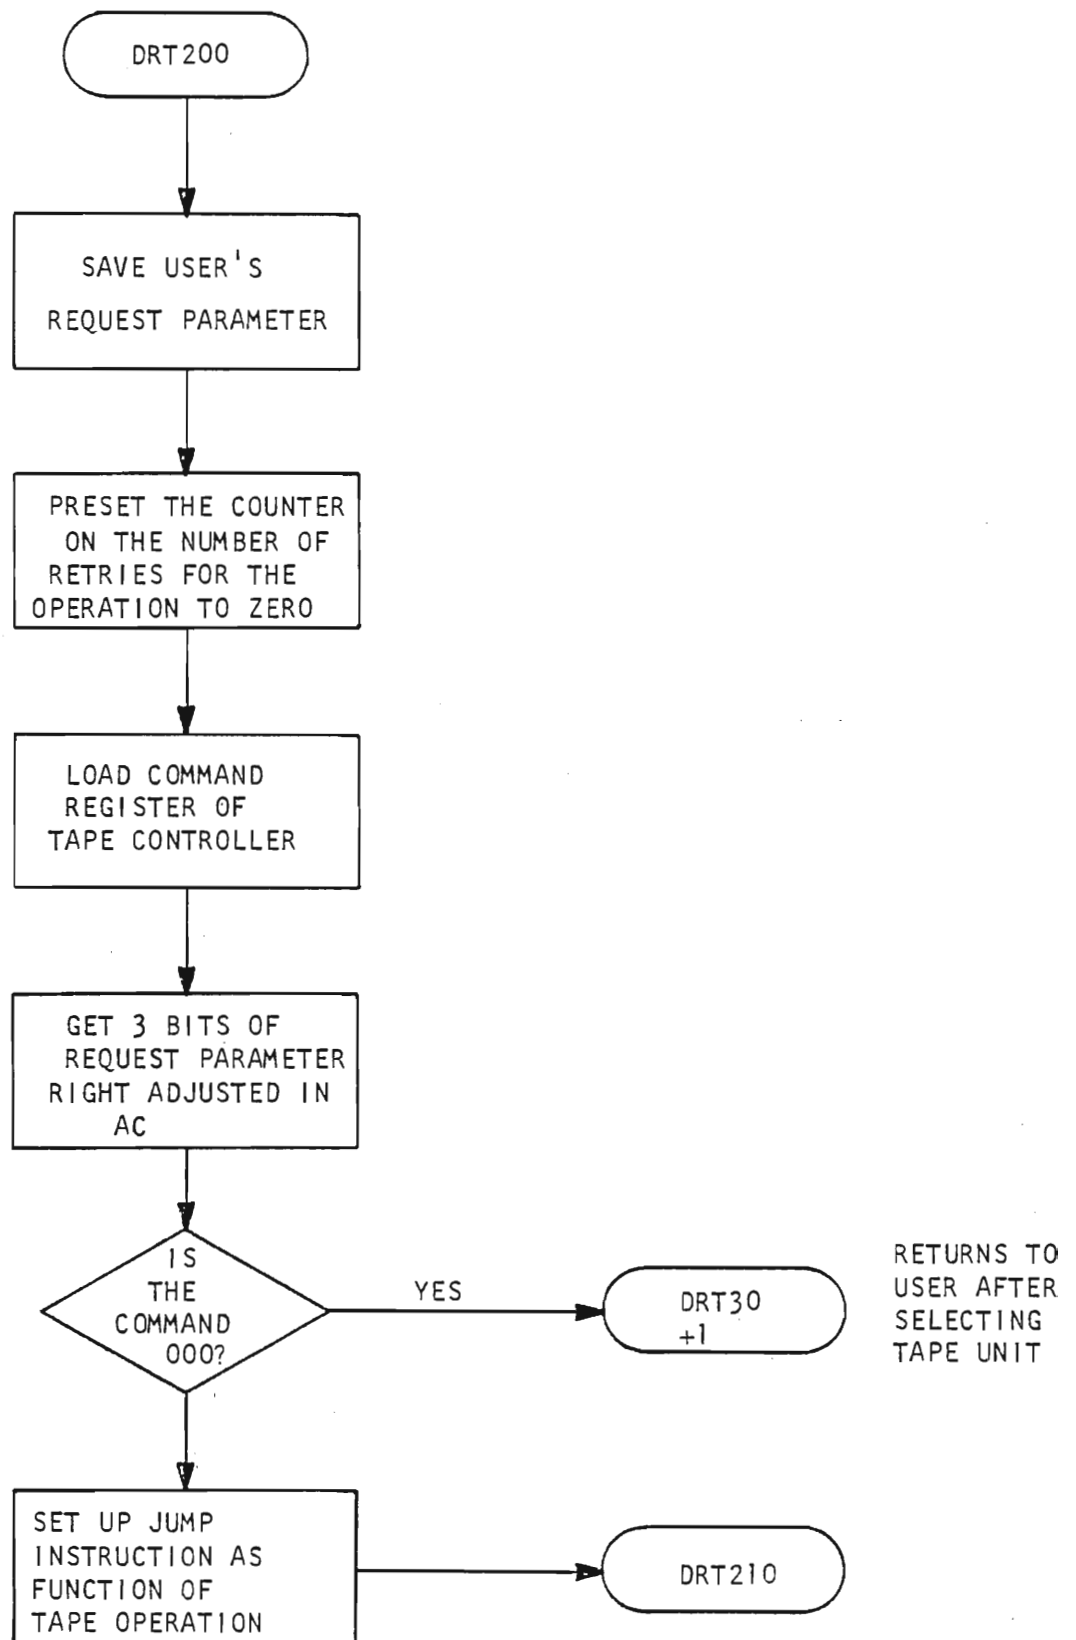 DRT200
SAVE USER'S
REQUEST PARAMETER
PRESET THE COUNTER
ON THE NUMBER OF
RETRIES FOR THE
OPERATION TO ZERO
LOAD COMMAND
REGISTER OF
TAPE CONTROLLER
GET 3 BITS OF
REQUEST PARAMETER
RIGHT ADJUSTED IN
AC
IS
THE
COMMAND
000?
YES
DRT30
+1
RETURNS TO
USER AFTER
SELECTING
TAPE UNIT
SET UP JUMP
INSTRUCTION AS
FUNCTION OF
TAPE OPERATION
DRT210